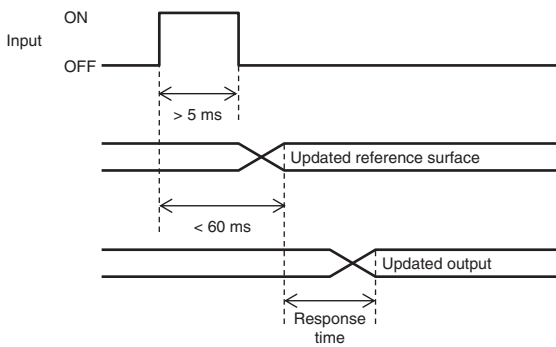 ON
Input
OFF
> 5 ms
Updated reference surface
< 60 ms
Updated output
Response
time